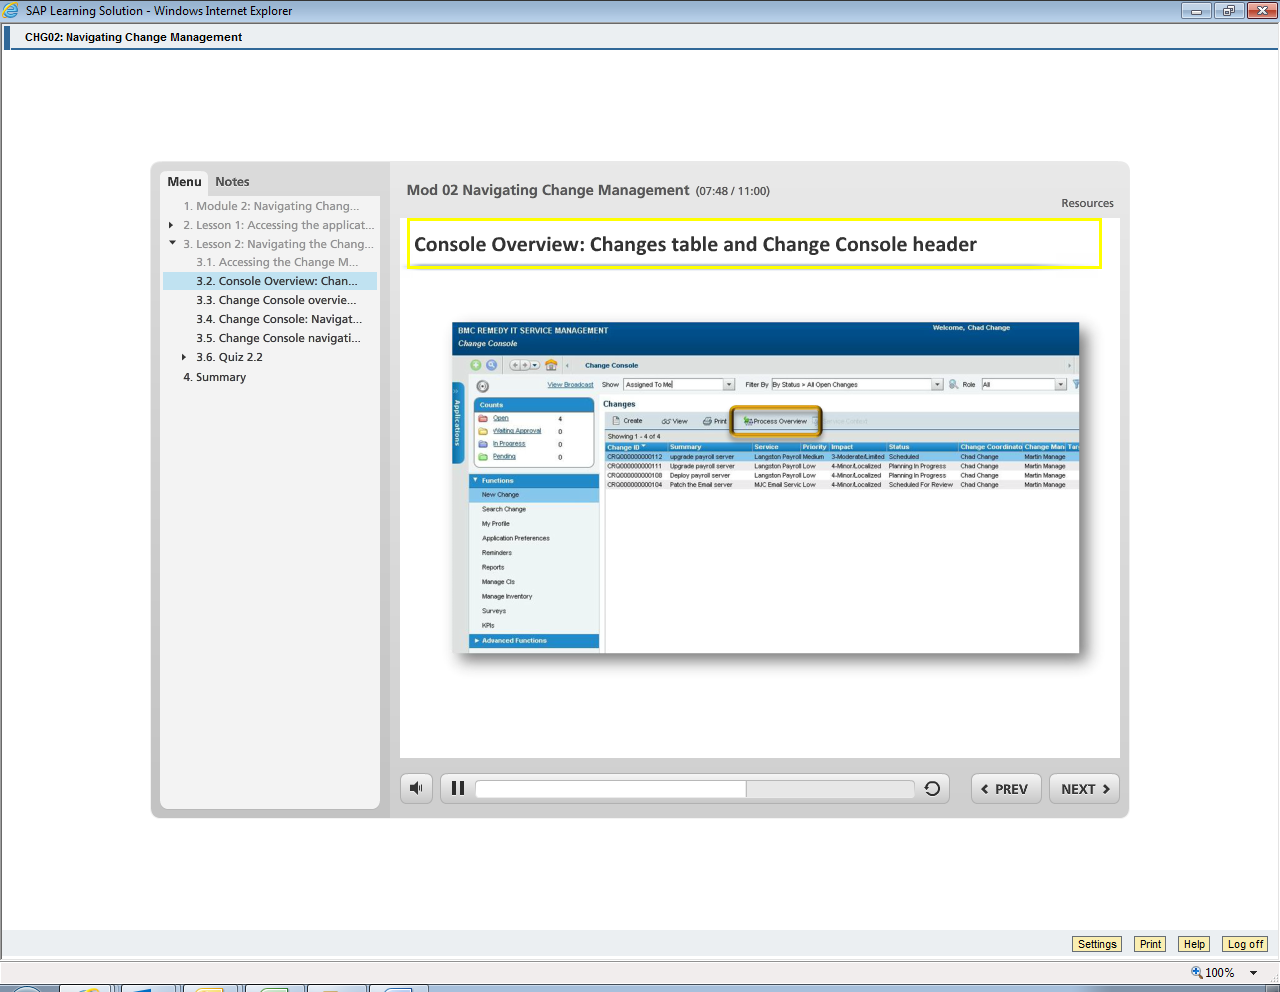 SAP Learning Solution - Windows Internet Explorer
CHG02: Navigating Change Management
Menu Notes
1. Module 2: Navigating Chang...
2. Lesson 1: Accessing the applicat...
3. Lesson 2: Navigating the Chang...
3.1. Accessing the Change M...
3.2. Console Overview: Chan...
3.3. Change Console overvie...
3.4. Change Console: Navigat...
3.5. Change Console navigati...
3.6. Quiz 2.2
4. Summary
Mod 02 Navigating Change Management (07:48 / 11:00)
Resources
Console Overview: Changes table and Change Console header
BMC REMEDY IT SERVICE MANAGEMENT Welcome, Chad Change
Change Console
Change Console
View Broadcast Show Assigned To Me Filter By By Status > All Open Changes Role All
Applications
Counts
Open 4
Waiting Approval 0
In Progress 0
Pending 0
Functions
New Change
Search Change
My Profile
Application Preferences
Reminders
Reports
Manage CIs
Manage Inventory
Surveys
KPIs
Advanced Functions
Changes
Create View Print Process Overview
Showing 1 - 4 of 4
Change ID Summary Service Priority Impact Status Change Coordinato Change Man Tar
CRQ000000000112 upgrade payroll server Langston Payroll Medium 3-Moderate/Limited Scheduled Chad Change Martin Manage
CRQ000000000111 Upgrade payroll server Langston Payroll Low 4-Minor/Localized Planning In Progress Chad Change Martin Manage
CRQ000000000108 Deploy payroll server Langston Payroll Low 4-Minor/Localized Planning In Progress Chad Change Martin Manage
CRQ000000000104 Patch the Email server MJC Email Servic Low 4-Minor/Localized Scheduled For Review Chad Change Martin Manage
PREV NEXT
Settings Print Help Log off
100%